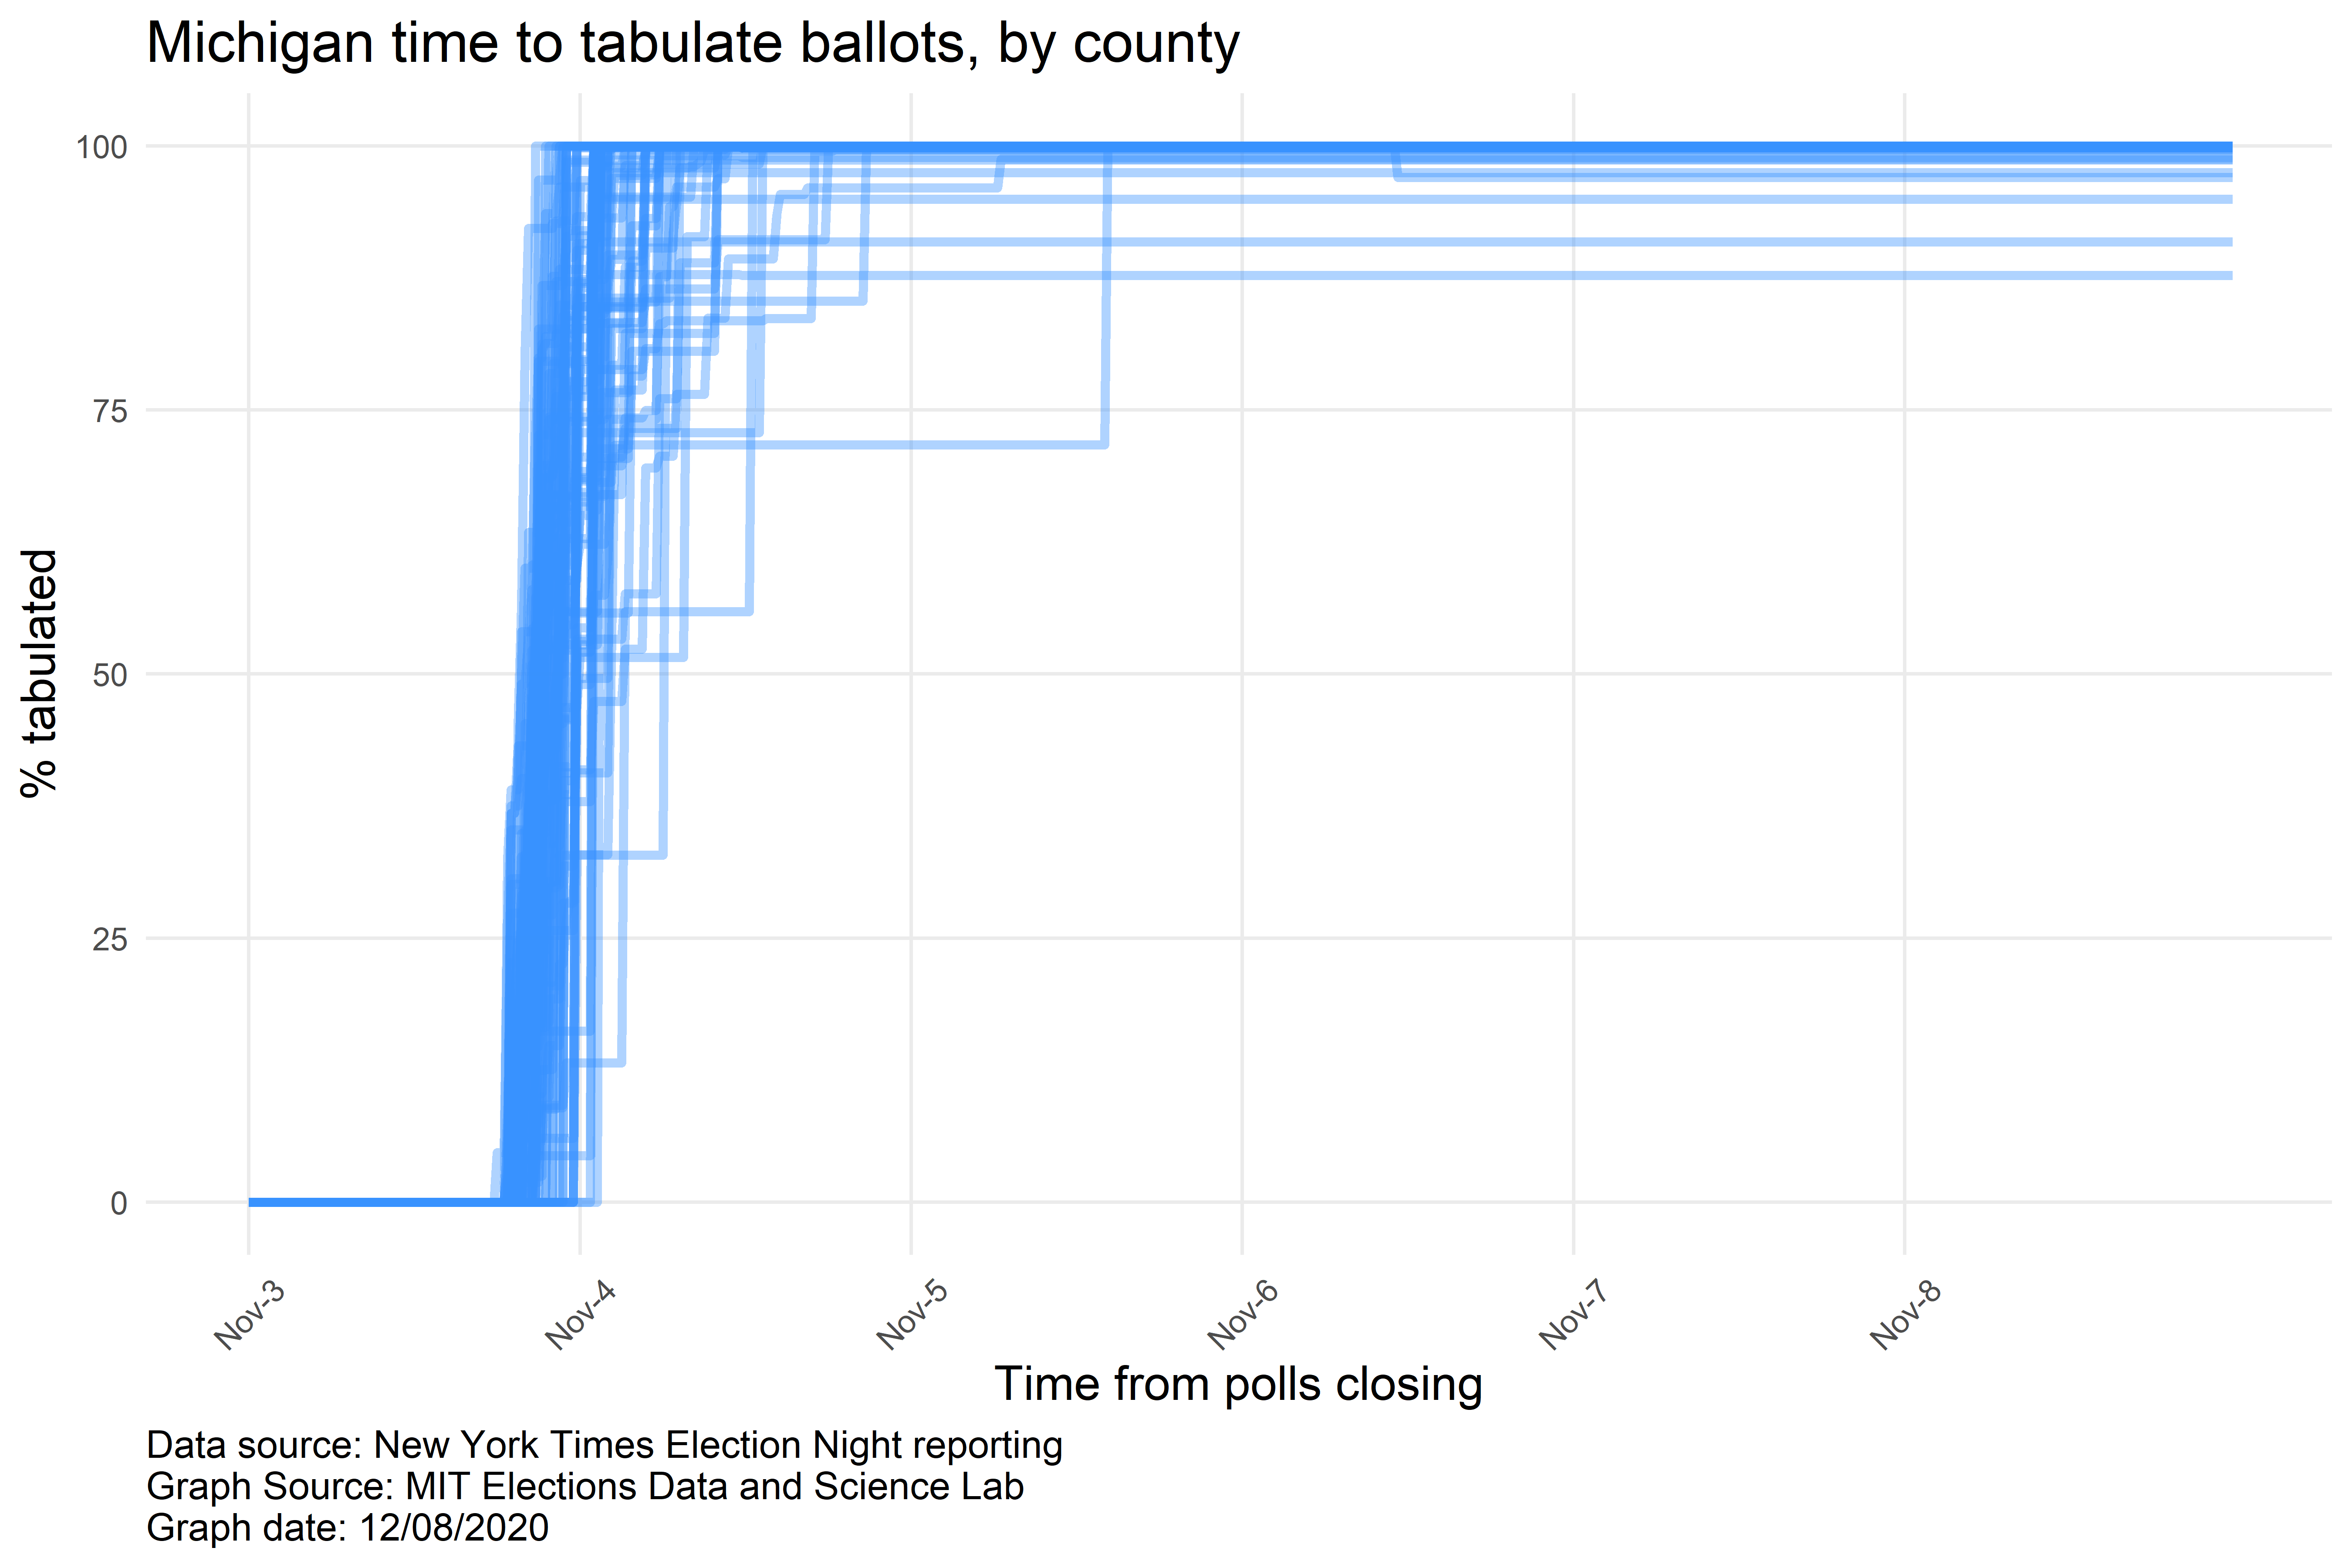 Michigan time to tabulate ballots, by county
100
75
50
25
0
% tabulated
Nov-3
Nov-4
Nov-5
Nov-6
Nov-7
Nov-8
Time from polls closing
Data source: New York Times Election Night reporting
Graph Source: MIT Elections Data and Science Lab
Graph date: 12/08/2020